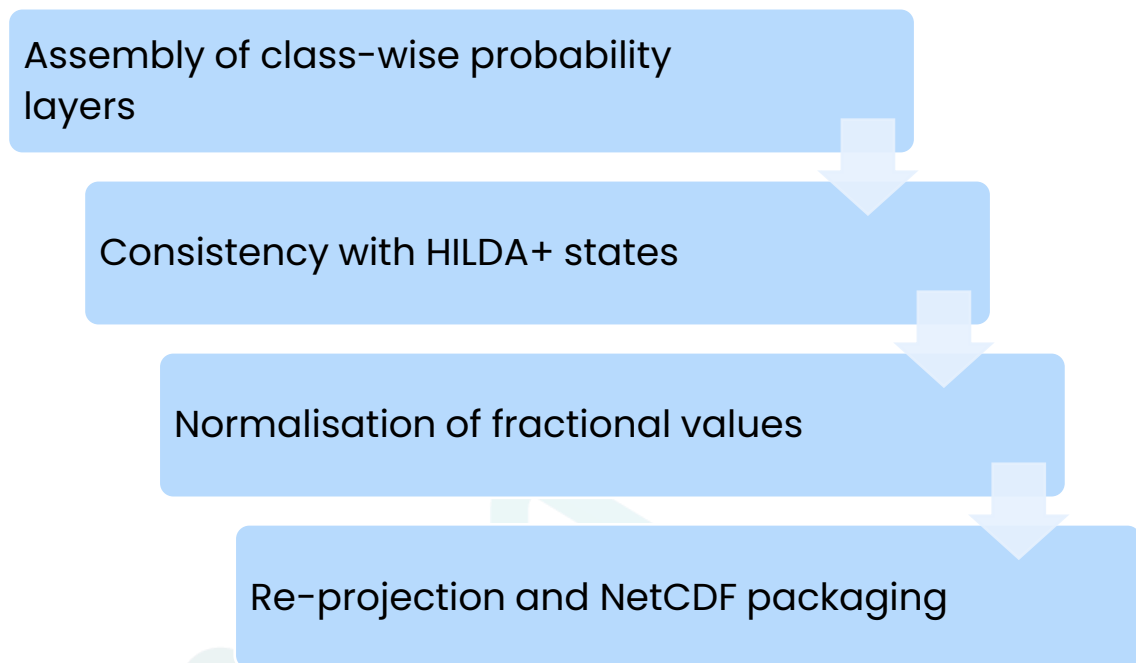 Assembly of class-wise probability
layers
Consistency with HILDA+ states
Normalisation of fractional values
Re-projection and NetCDF packaging